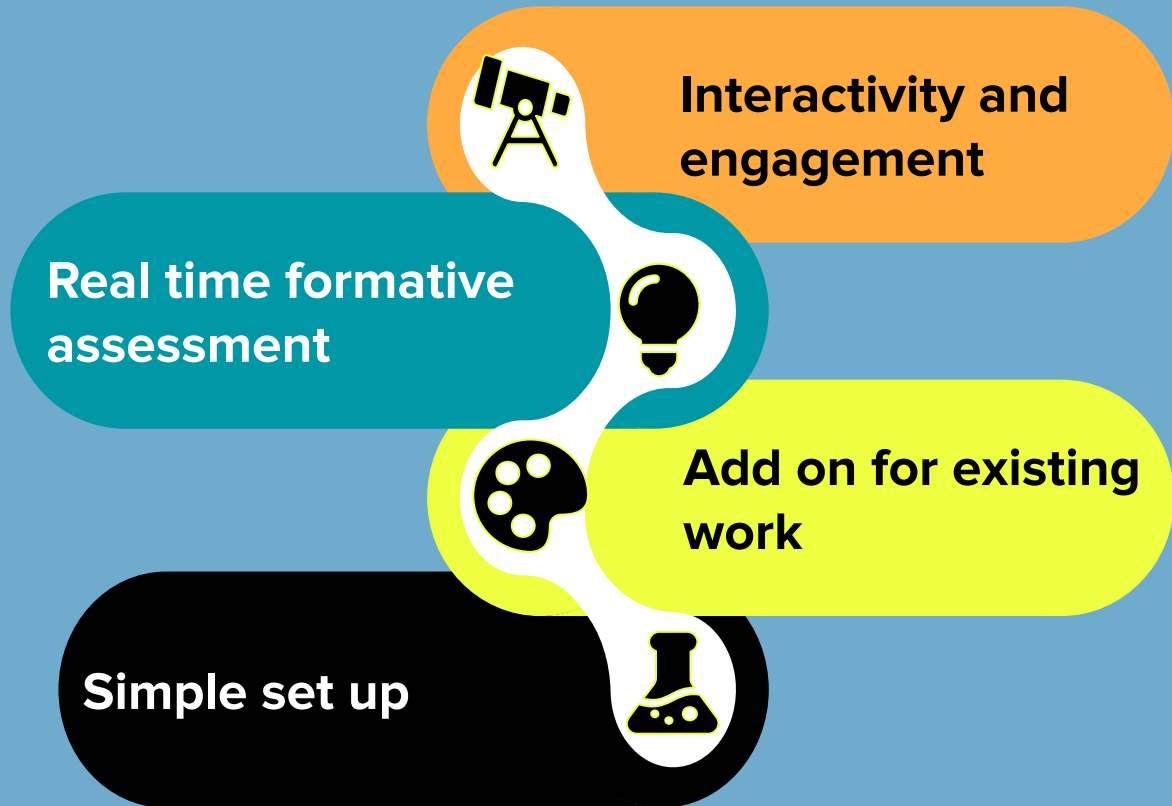 Interactivity and
engagement
Real time formative
assessment
Add on for existing
work
Simple set up